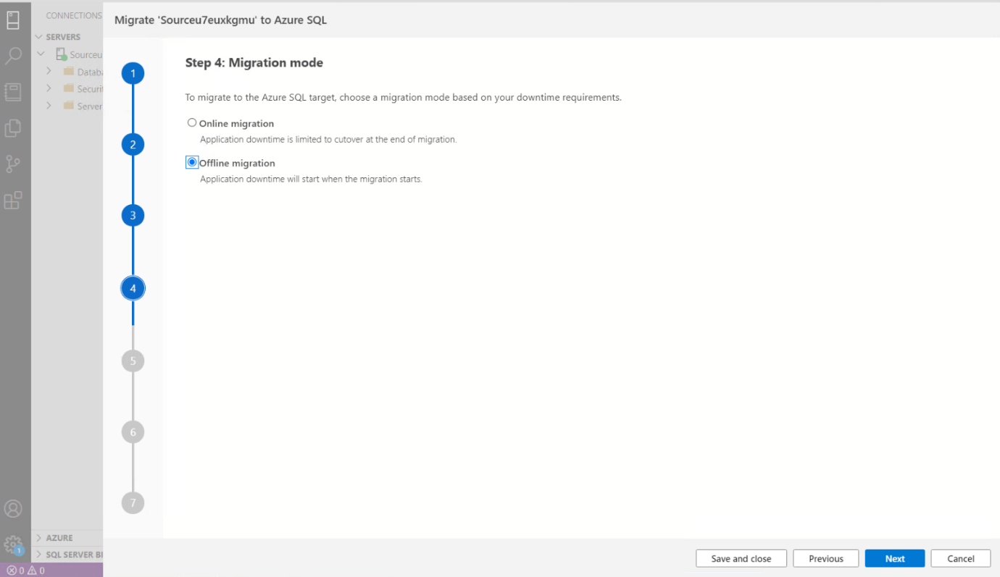 CONNECTIONS
SERVERS
Sourceu
Databa
Securit
Server
AZURE
SQL SERVER BI
1
0 0
Migrate 'Sourceu7euxkgmu' to Azure SQL
1
2
3
4
5
6
7
Step 4: Migration mode
To migrate to the Azure SQL target, choose a migration mode based on your downtime requirements.
Online migration
Application downtime is limited to cutover at the end of migration.
Offline migration
Application downtime will start when the migration starts.
Save and close Previous Next Cancel